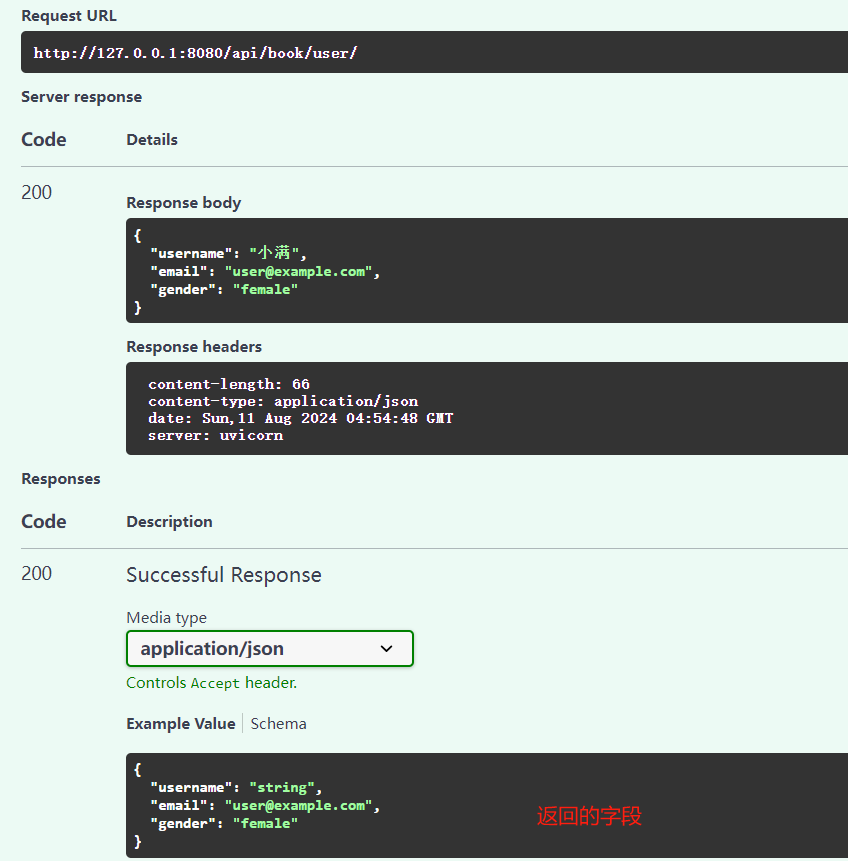 Request URL
http://127.0.0.1:8080/api/book/user/
Server response
Code Details
200
Response body
{
"username": "小满",
"email": "user@example.com",
"gender": "female"
}
Response headers
content-length: 66
content-type: application/json
date: Sun,11 Aug 2024 04:54:48 GMT
server: uvicorn
Responses
Code Description
200 Successful Response
Media type
application/json
Controls Accept header.
Example Value Schema
{
"username": "string",
"email": "user@example.com",
"gender": "female"
返回的字段
}